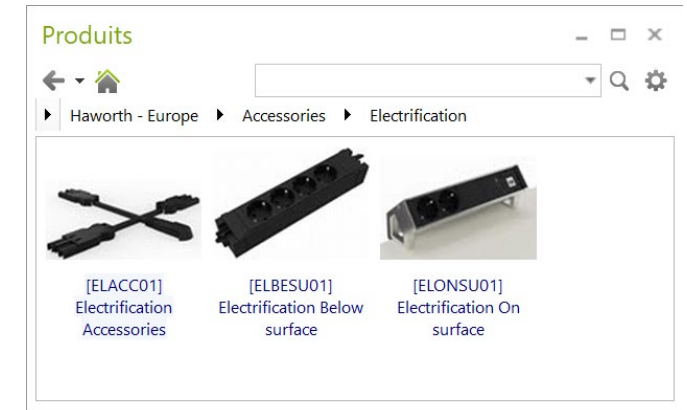 Produits
Haworth - Europe Accessories Electrification
[ELACC01]
Electrification
Accessories
[ELBESU01]
Electrification Below
surface
[ELONSU01]
Electrification On
surface